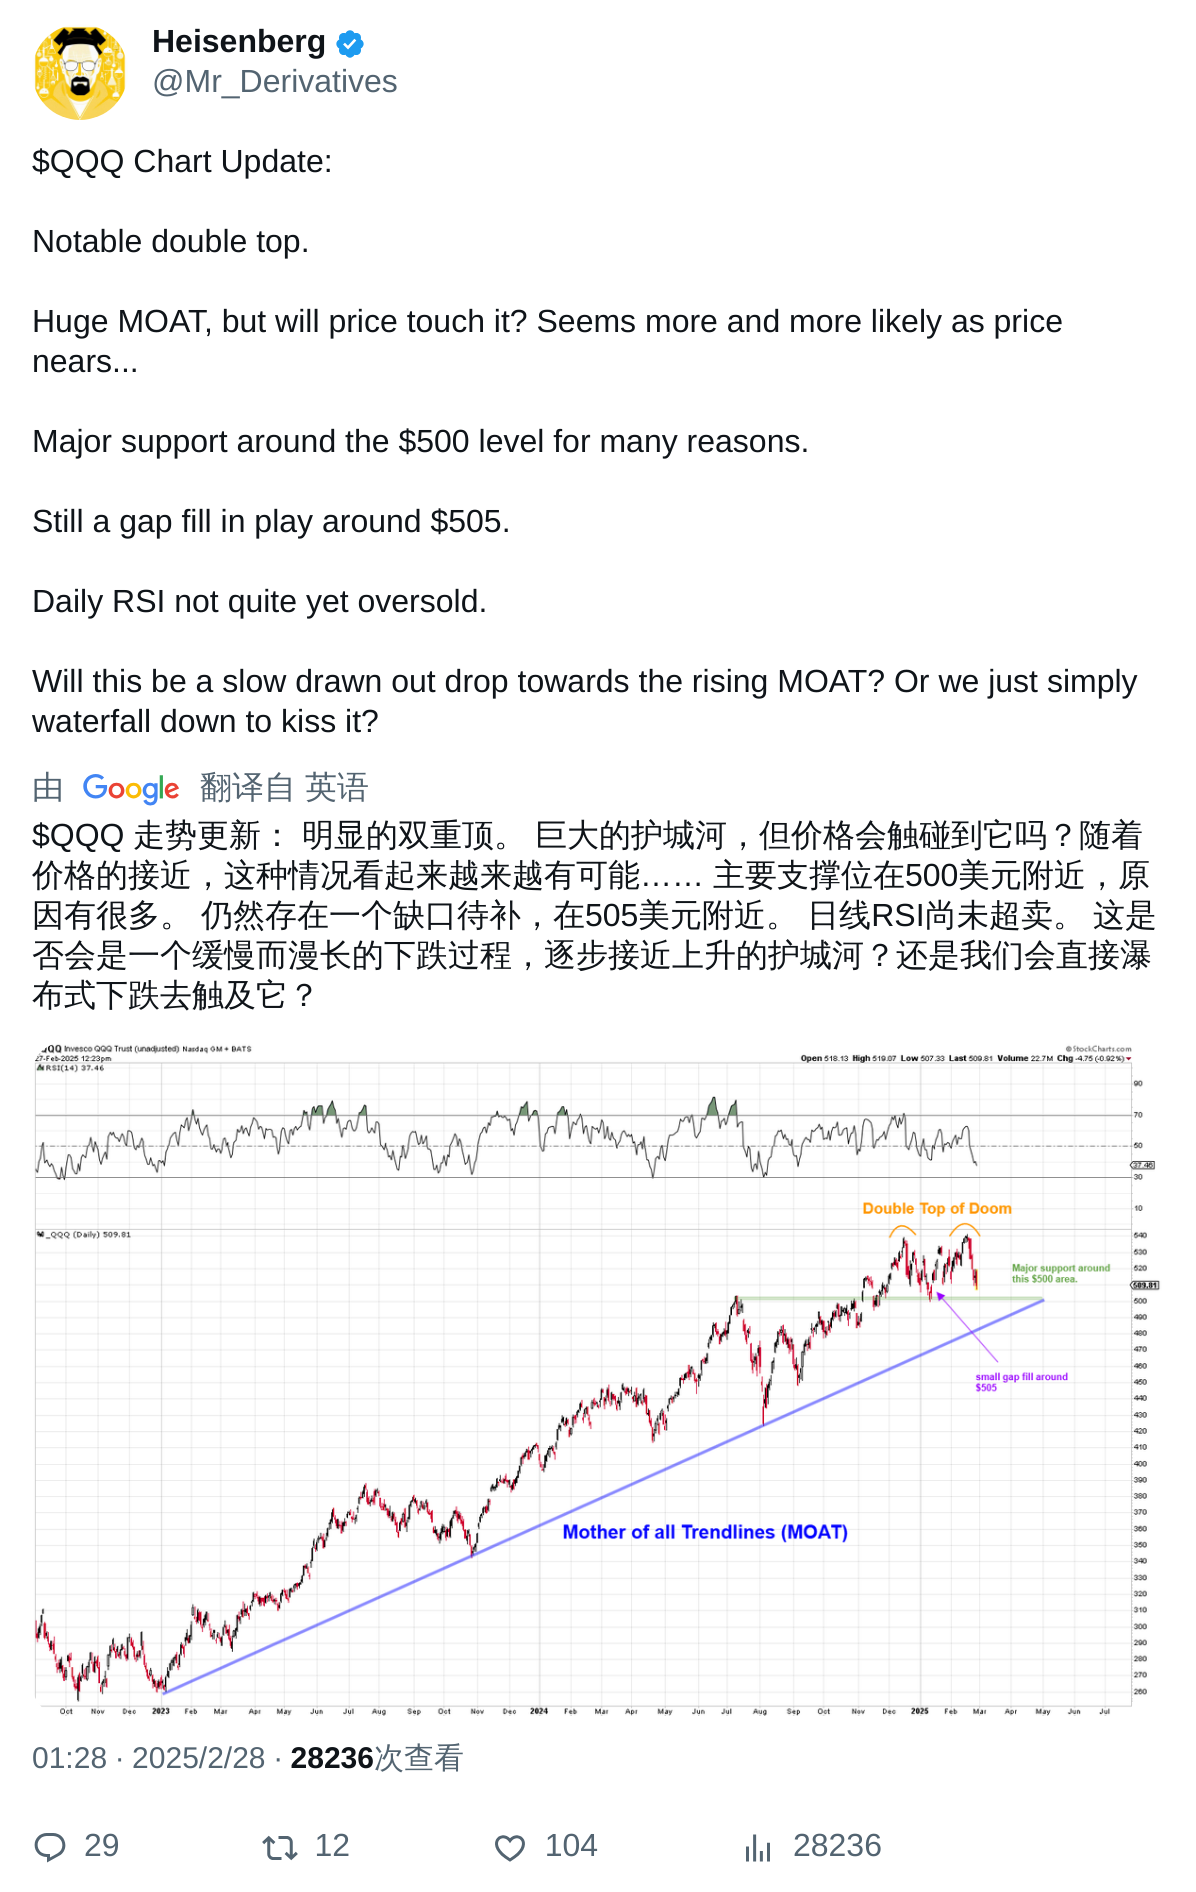 Heisenberg
@Mr_Derivatives
$QQQ Chart Update:
Notable double top.
Huge MOAT, but will price touch it? Seems more and more likely as price
nears...
Major support around the $500 level for many reasons.
Still a gap fill in play around $505.
Daily RSI not quite yet oversold.
Will this be a slow drawn out drop towards the rising MOAT? Or we just simply
waterfall down to kiss it?
由 Google 翻译自 英语
$QQQ 走势更新： 明显的双重顶。 巨大的护城河，但价格会触碰到它吗？随着
价格的接近，这种情况看起来越来越有可能…… 主要支撑位在500美元附近，原
因有很多。 仍然存在一个缺口待补，在505美元附近。 日线RSI尚未超卖。 这是
否会是一个缓慢而漫长的下跌过程，逐步接近上升的护城河？还是我们会直接瀑
布式下跌去触及它？
QQ Invesco QQQ Trust (unadjusted) Nasdaq GM + BATS
© StockCharts.com
27-Feb-2025 12:23pm
Open 518.13 High 519.07 Low 507.33 Last 509.81 Volume 22.7M Chg -4.75 (-0.92%)
RSI(14) 37.46
90
70
50
37.46
30
10
Double Top of Doom
_QQQ (Daily) 509.81
540
530
520
509.81
500
490
480
470
460
450
440
430
420
410
400
390
380
370
360
350
340
330
320
310
300
290
280
270
260
Major support around
this $500 area.
small gap fill around
$505
Mother of all Trendlines (MOAT)
Oct Nov Dec 2023 Feb Mar Apr May Jun Jul Aug Sep Oct Nov Dec 2024 Feb Mar Apr May Jun Jul Aug Sep Oct Nov Dec 2025 Feb Mar Apr May Jun Jul
01:28 · 2025/2/28 · 28236次查看
29 12 104 28236